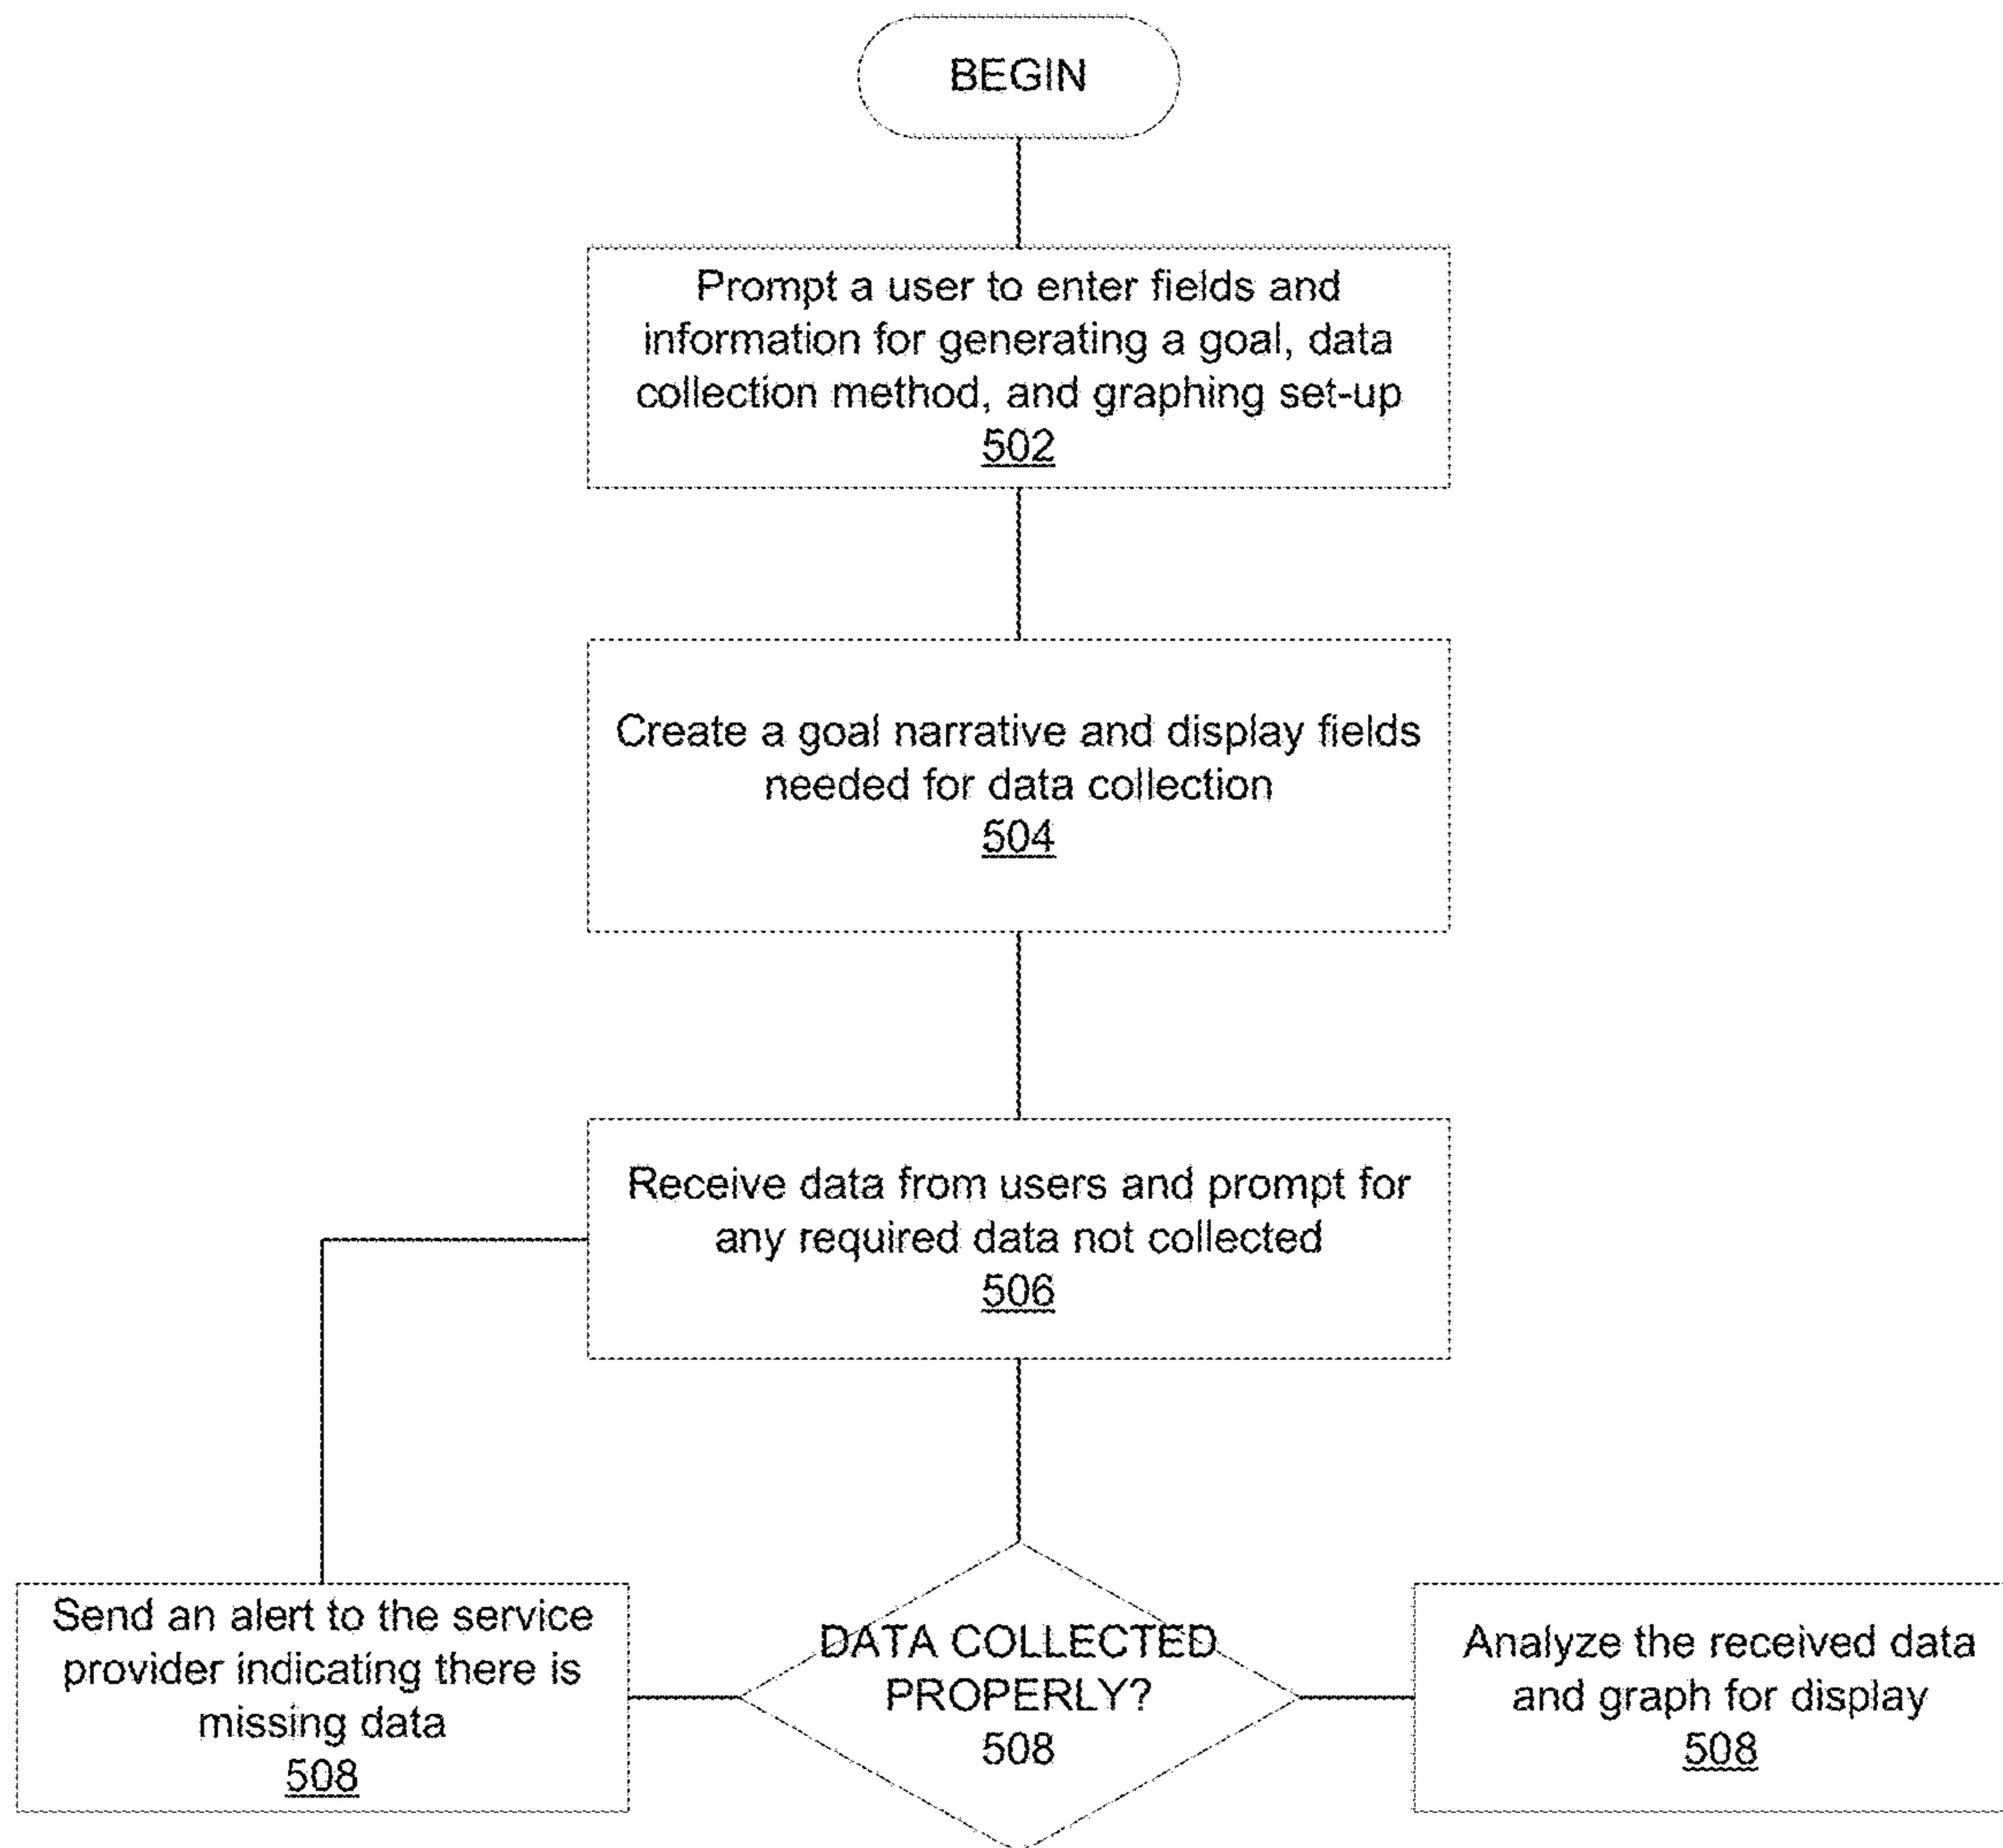 BEGIN
Prompt a user to enter fields and
information for generating a goal, data
collection method, and graphing set-up
502
Create a goal narrative and display fields
needed for data collection
504
Receive data from users and prompt for
any required data not collected
506
Send an alert to the service
provider indicating there is
missing data
508
DATA COLLECTED
PROPERLY?
508
Analyze the received data
and graph for display
508